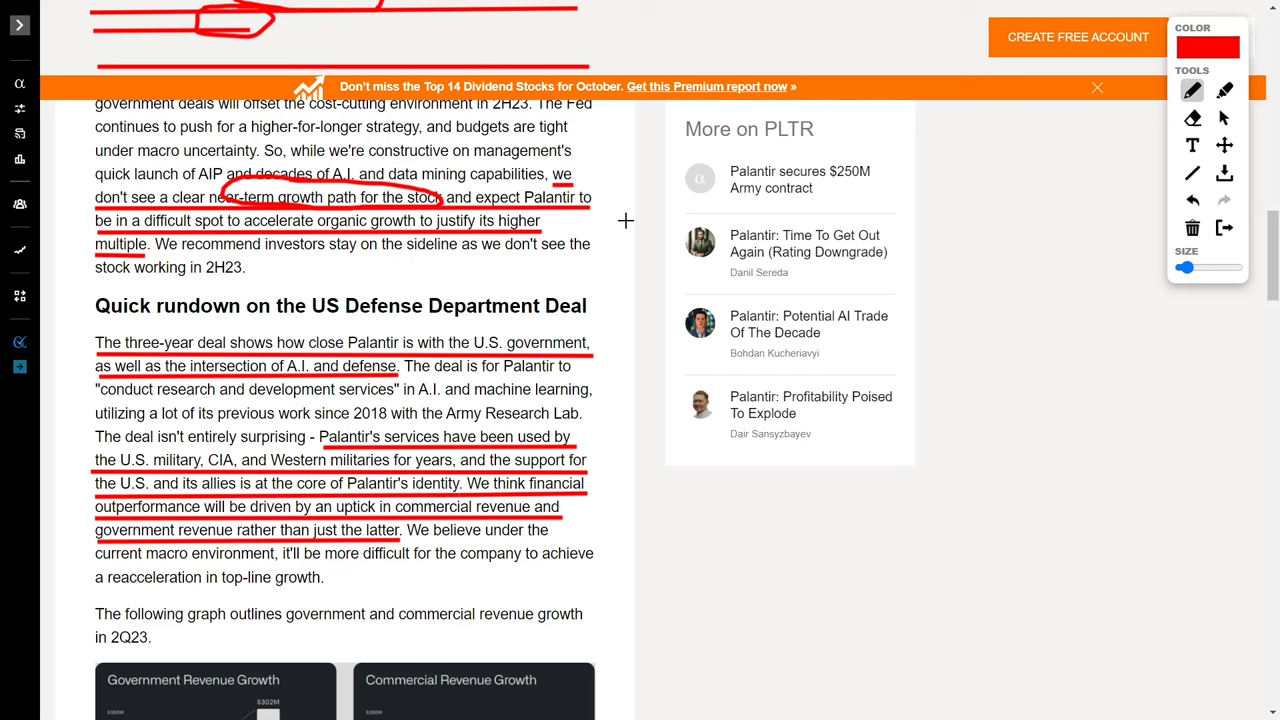 CREATE FREE ACCOUNT
COLOR
TOOLS
T
SIZE
Don't miss the Top 14 Dividend Stocks for October. Get this Premium report now »
government deals will offset the cost-cutting environment in 2H23. The Fed
continues to push for a higher-for-longer strategy, and budgets are tight
under macro uncertainty. So, while we're constructive on management's
quick launch of AIP and decades of A.I. and data mining capabilities, we
don't see a clear near-term growth path for the stock and expect Palantir to
be in a difficult spot to accelerate organic growth to justify its higher
multiple. We recommend investors stay on the sideline as we don't see the
stock working in 2H23.
Quick rundown on the US Defense Department Deal
The three-year deal shows how close Palantir is with the U.S. government,
as well as the intersection of A.I. and defense. The deal is for Palantir to
"conduct research and development services" in A.I. and machine learning,
utilizing a lot of its previous work since 2018 with the Army Research Lab.
The deal isn't entirely surprising - Palantir's services have been used by
the U.S. military, CIA, and Western militaries for years, and the support for
the U.S. and its allies is at the core of Palantir's identity. We think financial
outperformance will be driven by an uptick in commercial revenue and
government revenue rather than just the latter. We believe under the
current macro environment, it'll be more difficult for the company to achieve
a reacceleration in top-line growth.
The following graph outlines government and commercial revenue growth
in 2Q23.
Government Revenue Growth
$302M
$320M
Commercial Revenue Growth
More on PLTR
α
Palantir secures $250M
Army contract
Palantir: Time To Get Out
Again (Rating Downgrade)
Danil Sereda
Palantir: Potential AI Trade
Of The Decade
Bohdan Kucheriavyi
Palantir: Profitability Poised
To Explode
Dair Sansyzbayev